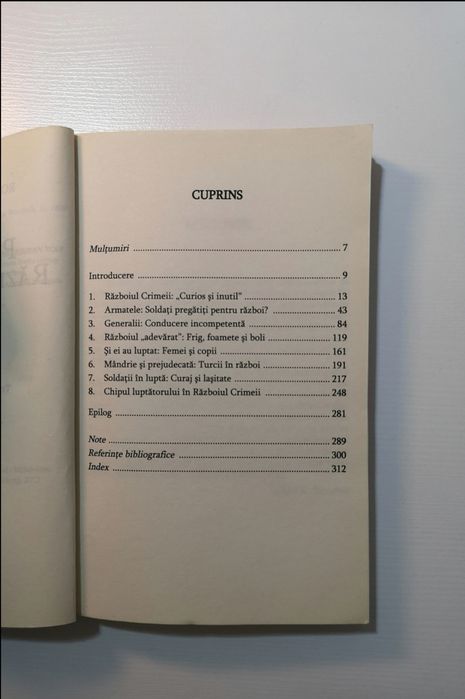 CUPRINS
Mulțumiri ........ 7
Introducere ........ 9
1. Războiul Crimeii: „Curios și inutil” ........ 13
2. Armatele: Soldați pregătiți pentru război? ........ 43
3. Generalii: Conducere incompetentă ........ 84
4. Războiul „adevărat”: Frig, foamete și boli ........ 119
5. Și ei au luptat: Femei și copii ........ 161
6. Mândrie și prejudecată: Turcii în război ........ 191
7. Soldații în luptă: Curaj și lașitate ........ 217
8. Chipul luptătorului în Războiul Crimeii ........ 248
Epilog ........ 281
Note ........ 289
Referințe bibliografice ........ 300
Index ........ 312